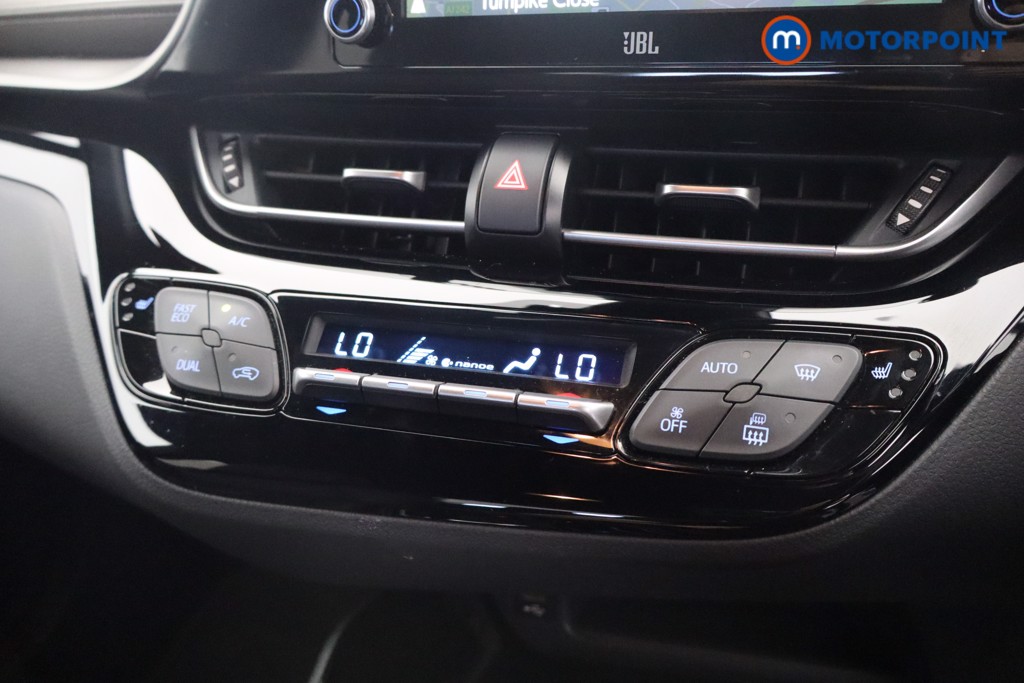 Turnpike Close
JBL
m MOTORPOINT
FAST
ECO
A/C
DUAL
LO
nanoe
LO
AUTO
OFF